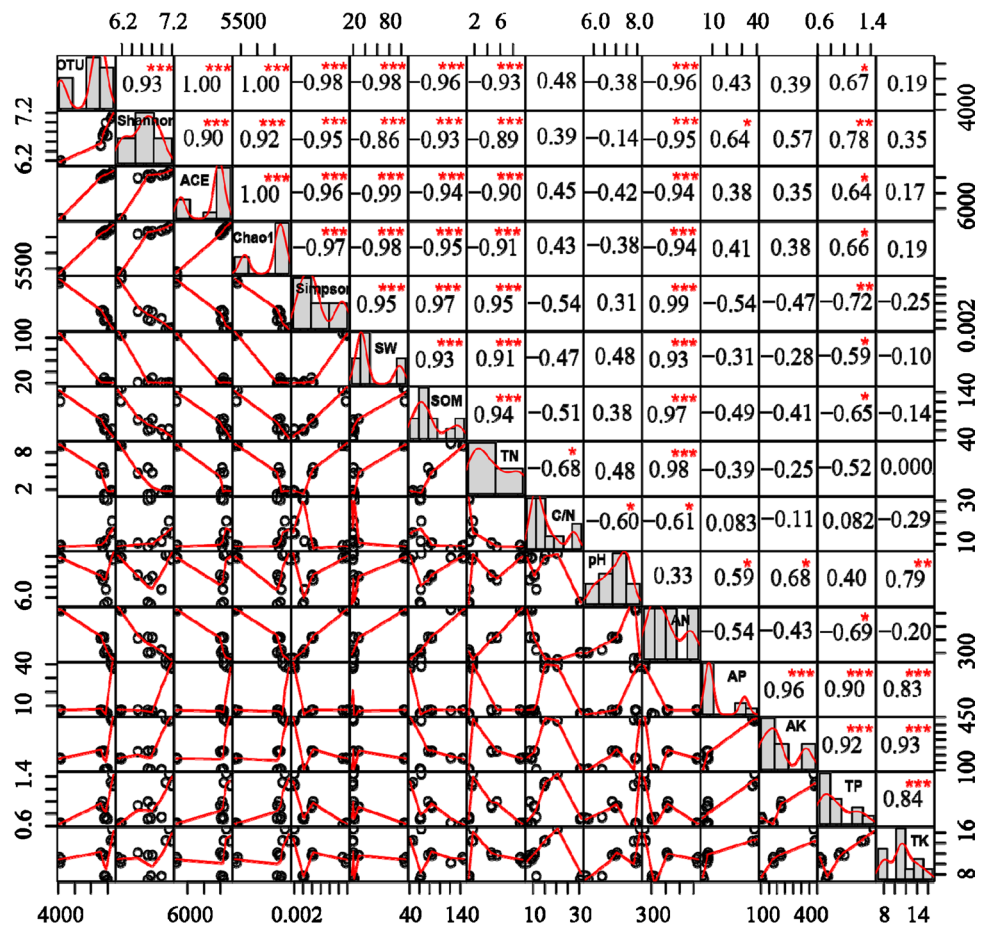 6.2 7.2 5500 20 80 2 6 6.0 8.0 10 40 0.6 1.4
OTU 0.93 *** 1.00 *** 1.00 *** −0.98 *** −0.98 *** −0.96 *** −0.93 *** 0.48 −0.38 −0.96 *** 0.43 0.39 0.67 * 0.19 4000
7.2 6.2 Shannon 0.90 *** 0.92 *** −0.95 *** 0.86 *** −0.93 *** −0.89 *** 0.39 −0.14 −0.95 *** 0.64 * 0.57 0.78 ** 0.35
ACE 1.00 *** −0.96 *** −0.99 *** −0.94 *** −0.90 *** 0.45 −0.42 −0.94 *** 0.38 0.35 0.64 * 0.17 6000
5500 Chao1 −0.97 *** −0.98 *** −0.95 *** −0.91 *** 0.43 −0.38 −0.94 *** 0.41 0.38 0.66 * 0.19
Simpson 0.95 *** 0.97 *** 0.95 *** −0.54 0.31 0.99 *** −0.54 −0.47 −0.72 ** −0.25 0.002
100 20 SW 0.93 *** 0.91 *** −0.47 0.48 0.93 *** −0.31 −0.28 −0.59 * −0.10
SOM 0.94 *** −0.51 0.38 0.97 *** −0.49 −0.41 −0.65 * −0.14 140 40
8 2 TN −0.68 * 0.48 0.98 *** −0.39 −0.25 −0.52 0.000
C/N −0.60 * −0.61 * 0.083 −0.11 0.082 −0.29 30 10
6.0 pH 0.33 0.59 * 0.68 * 0.40 0.79 **
AN −0.54 −0.43 −0.69 * −0.20 300
40 10 AP 0.96 *** 0.90 *** 0.83 ***
AK 0.92 *** 0.93 *** 450 100
1.4 0.6 TP 0.84 ***
TK 16 8
4000 6000 0.002 40 140 10 30 300 100 400 8 14